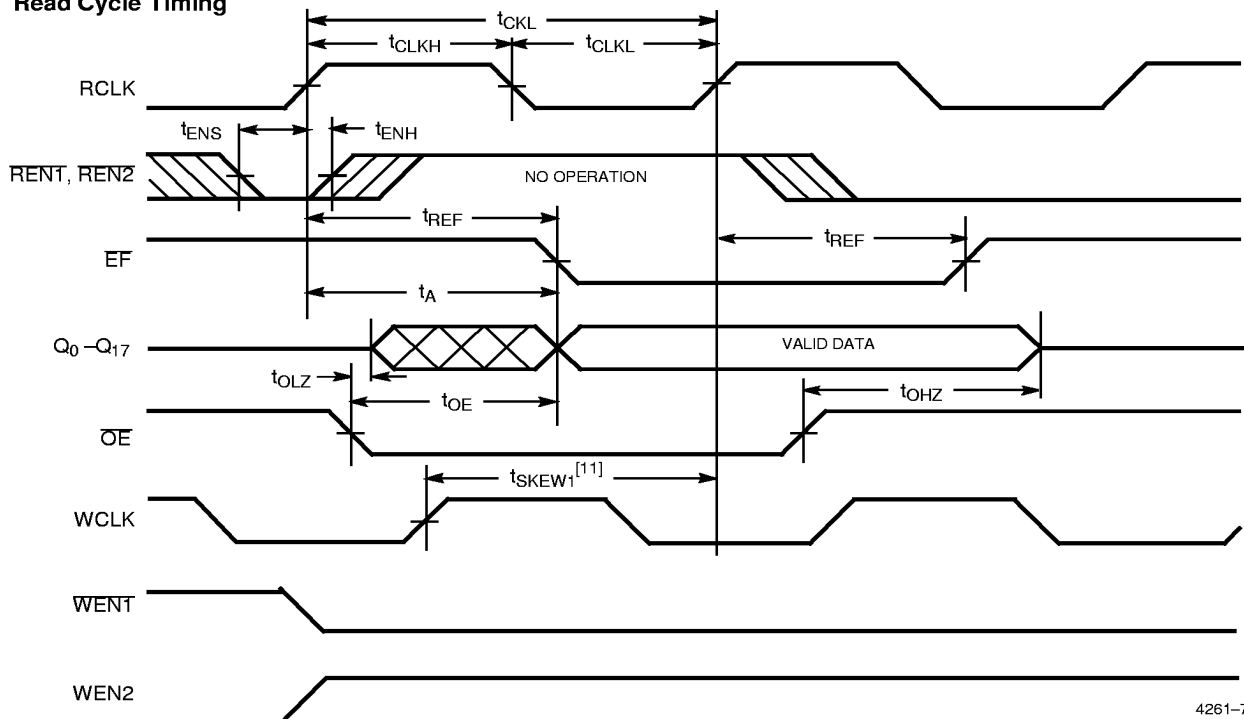 Read Cycle Timing
tCKL
tCLKH
tCLKL
RCLK
tENS
tENH
REN1, REN2
NO OPERATION
tREF
tREF
EF
tA
Q0 –Q17
VALID DATA
tOLZ
tOE
tOHZ
OE
tSKEW1[11]
WCLK
WEN1
WEN2
4261–7